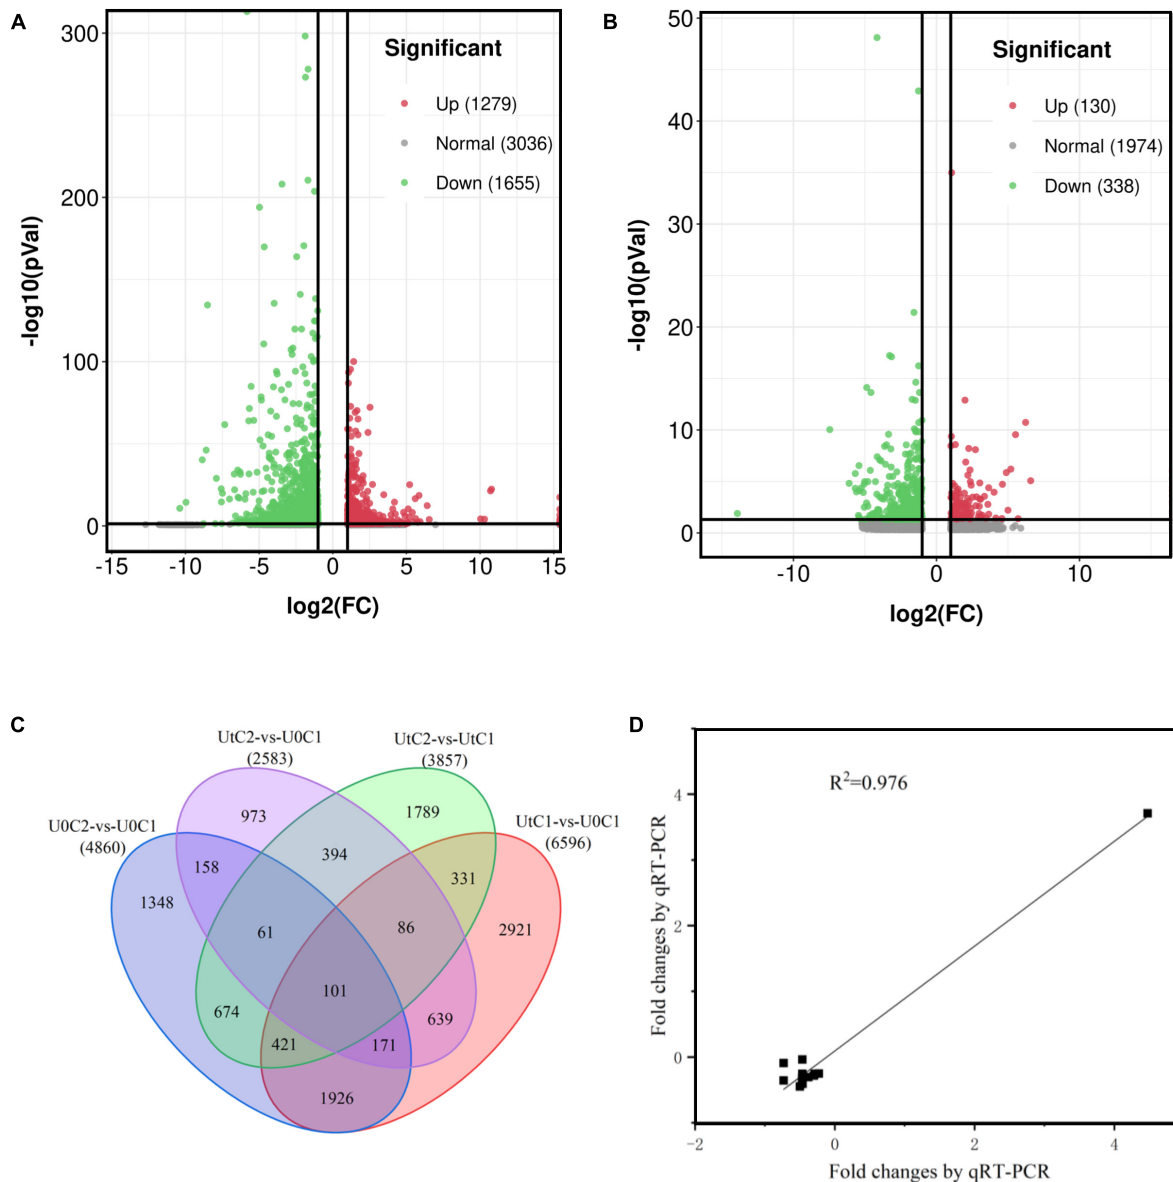 A
Significant
Up (1279)
Normal (3036)
Down (1655)
300
200
100
0
-log10(pVal)
-15
-10
-5
0
5
10
15
log2(FC)
B
Significant
Up (130)
Normal (1974)
Down (338)
50
40
30
20
10
0
-log10(pVal)
-10
0
10
log2(FC)
C
UtC2-vs-U0C1
(2583)
UtC2-vs-UtC1
(3857)
U0C2-vs-U0C1
(4860)
UtC1-vs-U0C1
(6596)
973
1789
394
158
331
1348
61
86
2921
101
674
639
421
171
1926
D
R²=0.976
4
2
0
Fold changes by qRT-PCR
−2
0
2
4
Fold changes by qRT-PCR